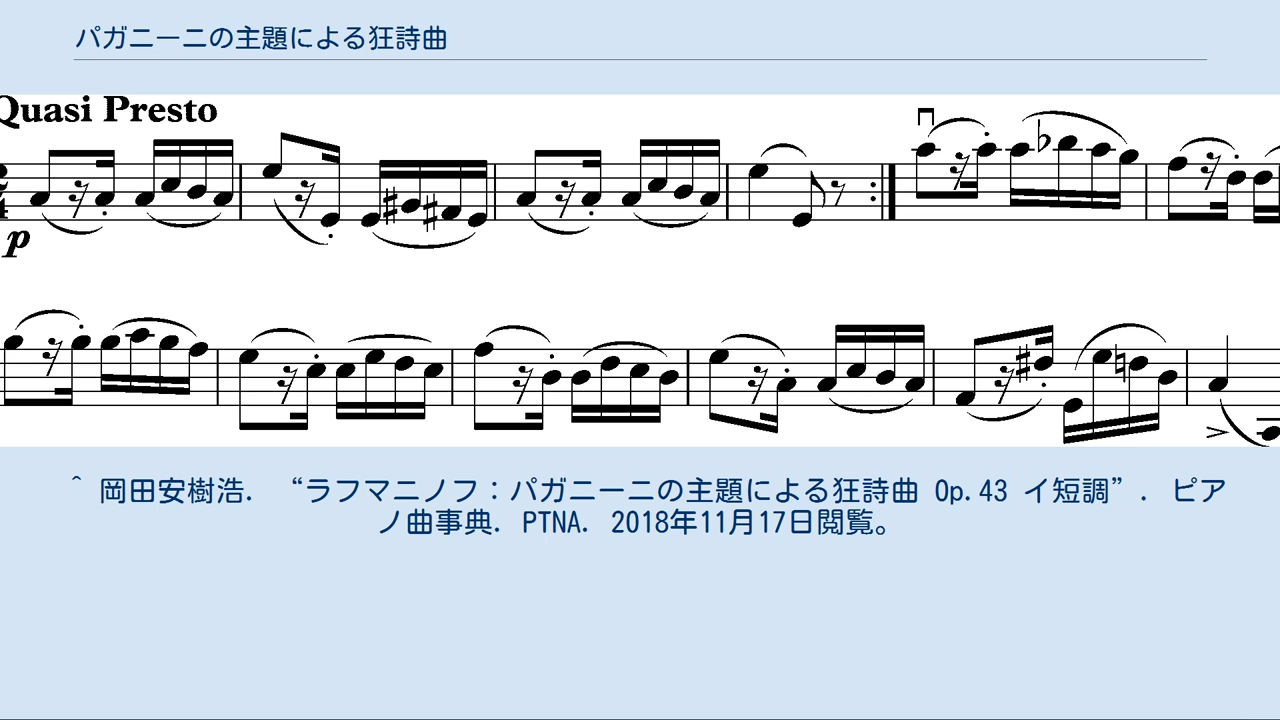 パガニーニの主題による狂詩曲
Quasi Presto
p
^ 岡田安樹浩. “ラフマニノフ：パガニーニの主題による狂詩曲 Op.43 イ短調”. ピア
ノ曲事典. PTNA. 2018年11月17日閲覧。